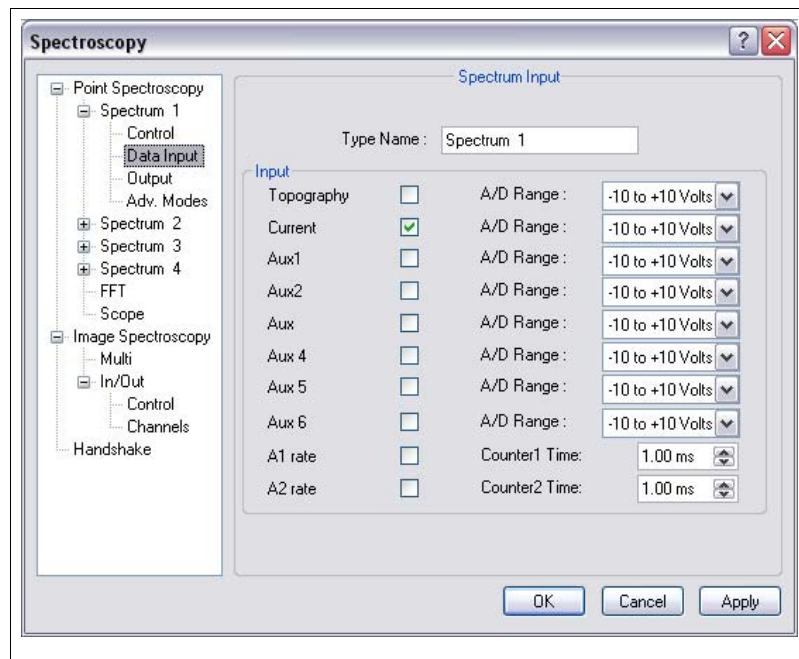 Spectroscopy
Point Spectroscopy
Spectrum 1
Control
Data Input
Output
Adv. Modes
Spectrum 2
Spectrum 3
Spectrum 4
FFT
Scope
Image Spectroscopy
Multi
In/Out
Control
Channels
Handshake
Spectrum Input
Type Name : Spectrum 1
Input
Topography A/D Range : -10 to +10 Volts
Current A/D Range : -10 to +10 Volts
Aux1 A/D Range : -10 to +10 Volts
Aux2 A/D Range : -10 to +10 Volts
Aux A/D Range : -10 to +10 Volts
Aux 4 A/D Range : -10 to +10 Volts
Aux 5 A/D Range : -10 to +10 Volts
Aux 6 A/D Range : -10 to +10 Volts
A1 rate Counter1 Time: 1.00 ms
A2 rate Counter2 Time: 1.00 ms
OK Cancel Apply